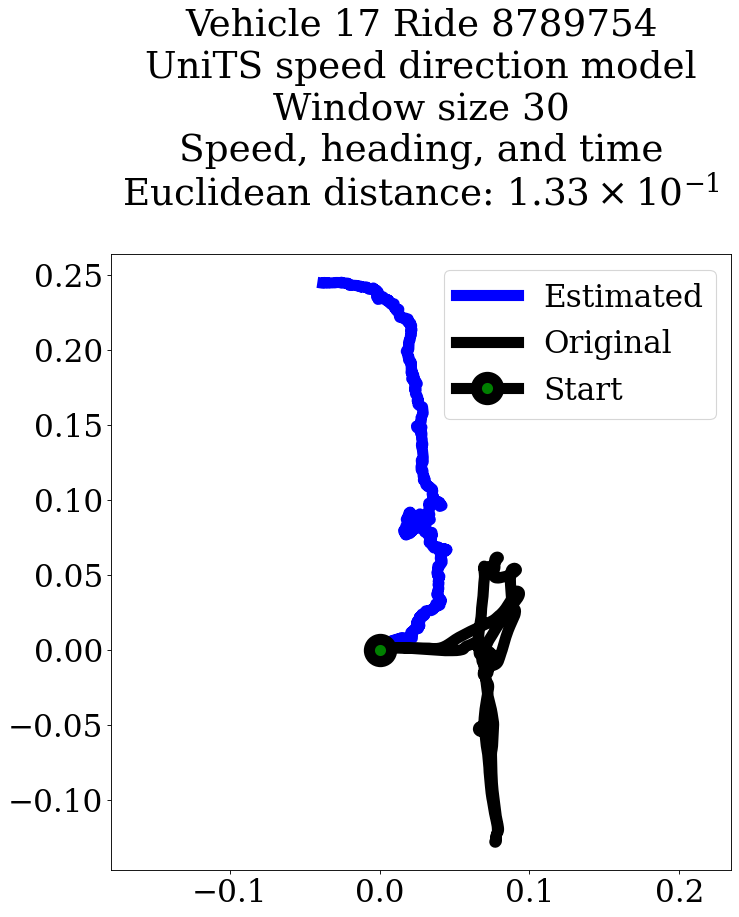 Vehicle 17 Ride 8789754
UniTS speed direction model
Window size 30
Speed, heading, and time
Euclidean distance: 1.33 × 10⁻¹
Estimated
Original
Start
0.25
0.20
0.15
0.10
0.05
0.00
−0.05
−0.10
−0.1 0.0 0.1 0.2